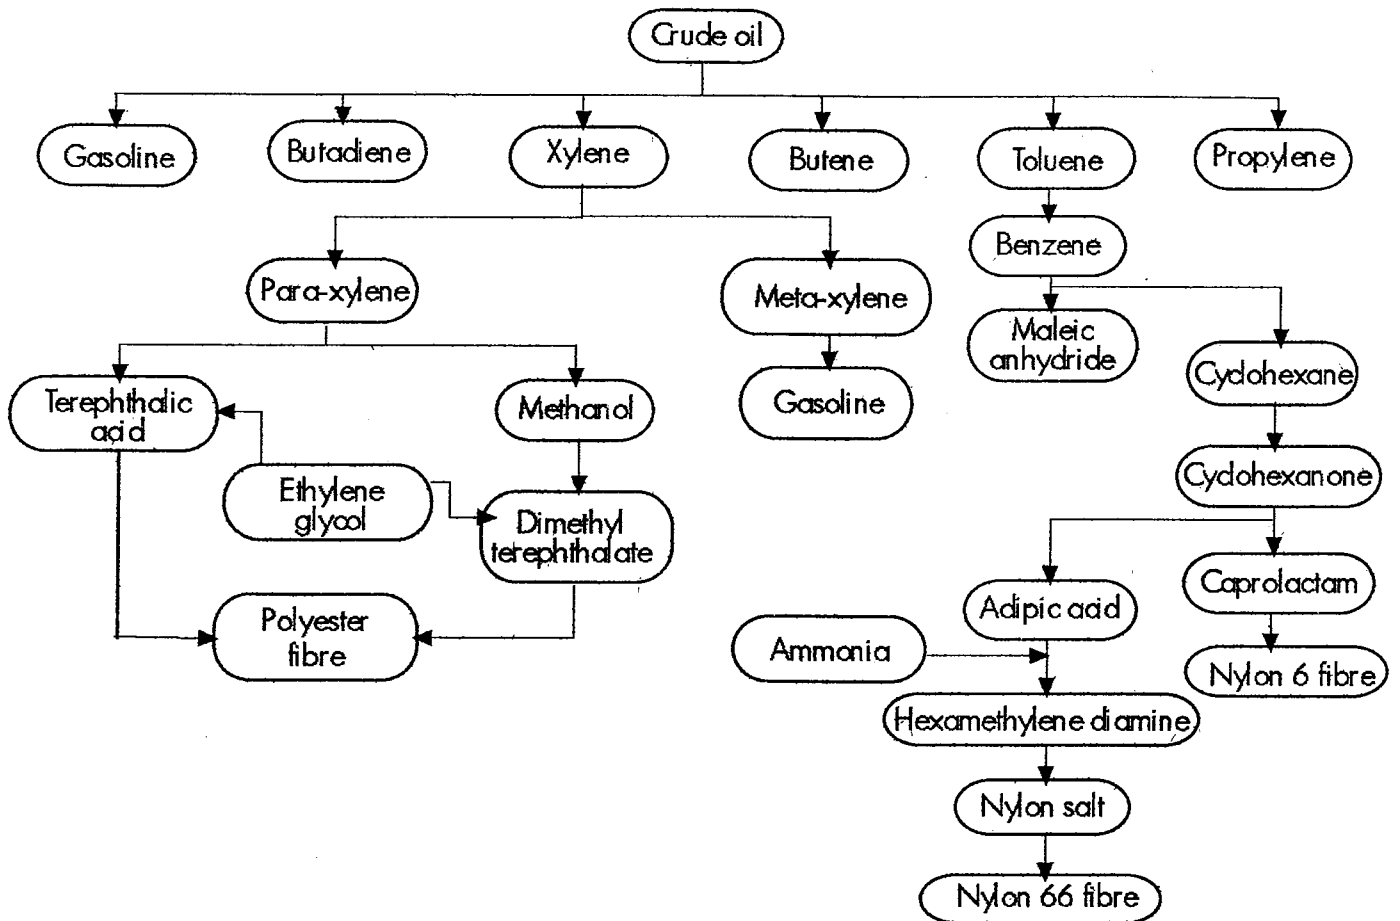 Crude oil
Gasoline
Butadiene
Xylene
Butene
Toluene
Propylene
Benzene
Para-xylene
Meta-xylene
Maleic
anhydride
Cyclohexane
Terephthalic
acid
Methanol
Gasoline
Cyclohexanone
Ethylene
glycol
Dimethyl
terephthalate
Caprolactam
Adipic acid
Polyester
fibre
Ammonia
Nylon 6 fibre
Hexamethylene diamine
Nylon salt
Nylon 66 fibre